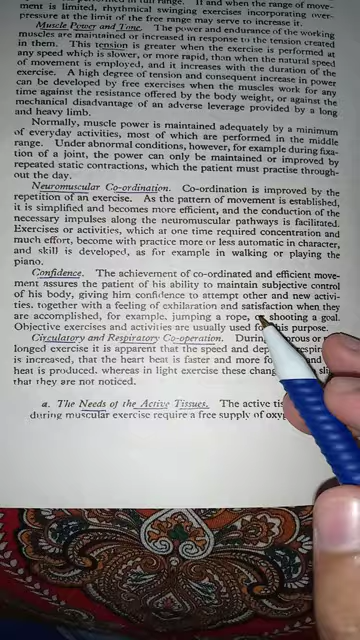 ment is limited, rhythmical swinging exercises incorporating over-
pressure at the limit of the free range may serve to increase it.
Muscle Power and Tone. The power and endurance of the working
muscles are maintained or increased in response to the tension created
in them. This tension is greater when the exercise is performed at
any speed which is slower, or more rapid, than the natural speed
of movement is employed, and it increases with the duration of the
exercise. A high degree of tension and consequent increase in power
can be developed by free exercises when the muscles work for any
time against the resistance offered by the body weight, or against the
mechanical disadvantage of an adverse leverage provided by a long
and heavy limb.
Normally, muscle power is maintained adequately by a minimum
of everyday activities, most of which are performed in the middle
range. Under abnormal conditions, however, for example during fixa-
tion of a joint, the power can only be maintained or improved by
repeated static contractions, which the patient must practise through-
out the day.
Neuromuscular Co-ordination. Co-ordination is improved by the
repetition of an exercise. As the pattern of movement is established,
it is simplified and becomes more efficient, and the conduction of the
necessary impulses along the neuromuscular pathways is facilitated.
Exercises or activities, which at one time required concentration and
much effort, become with practice more or less automatic in character,
and skill is developed, as for example in walking or playing the
piano.
Confidence. The achievement of co-ordinated and efficient move-
ment assures the patient of his ability to maintain subjective control
of his body, giving him confidence to attempt other and new activi-
ties, together with a feeling of exhilaration and satisfaction when they
are accomplished, for example, jumping a rope, or shooting a goal.
Objective exercises and activities are usually used for this purpose.
Circulatory and Respiratory Co-operation. During
longed exercise it is apparent that the speed and
is increased, that the heart beat is faster and more
heat is produced, whereas in light exercise these
that they are not noticed.
a. The Needs of the Active Tissues. The active
during muscular exercise require a free supply of